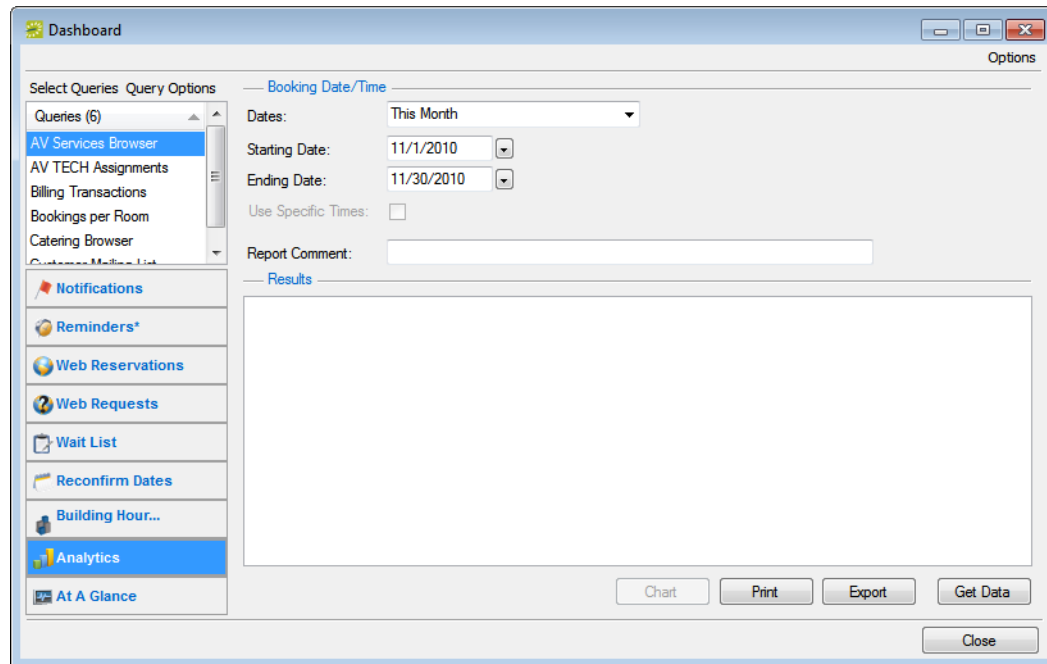 Dashboard
Options
Select Queries Query Options
Queries (6)
AV Services Browser
AV TECH Assignments
Billing Transactions
Bookings per Room
Catering Browser
Customer Mailing List
Notifications
Reminders*
Web Reservations
Web Requests
Wait List
Reconfirm Dates
Building Hour...
Analytics
At A Glance
Booking Date/Time
Dates: This Month
Starting Date: 11/1/2010
Ending Date: 11/30/2010
Use Specific Times:
Report Comment:
Results
Chart Print Export Get Data
Close